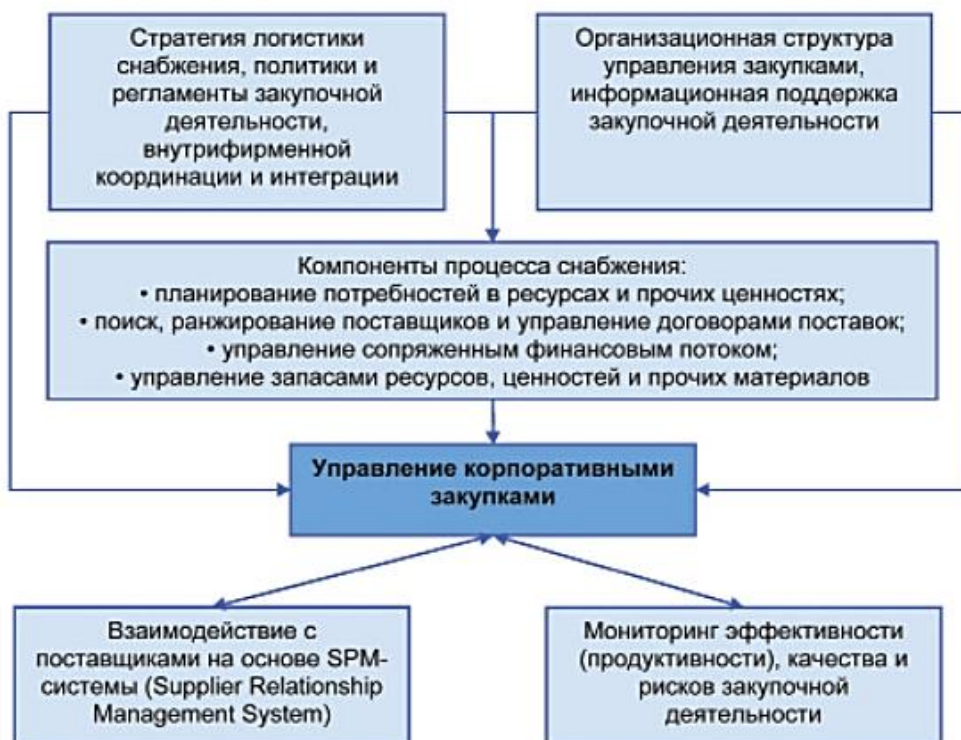 Стратегия логистики
снабжения, политики и
регламенты закупочной
деятельности,
внутрифирменной
координации и интеграции
Организационная структура
управления закупками,
информационная поддержка
закупочной деятельности
Компоненты процесса снабжения:
• планирование потребностей в ресурсах и прочих ценностях;
• поиск, ранжирование поставщиков и управление договорами поставок;
• управление сопряженным финансовым потоком;
• управление запасами ресурсов, ценностей и прочих материалов
Управление корпоративными
закупками
Взаимодействие с
поставщиками на основе SPM-
системы (Supplier Relationship
Management System)
Мониторинг эффективности
(продуктивности), качества и
рисков закупочной
деятельности